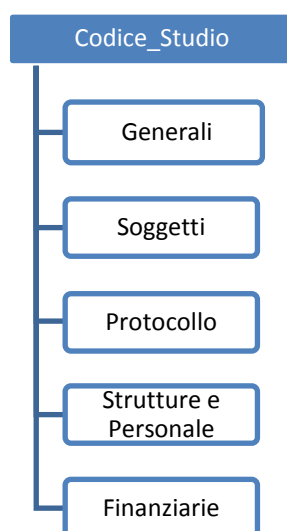 Codice_Studio
Generali
Soggetti
Protocollo
Strutture e
Personale
Finanziarie